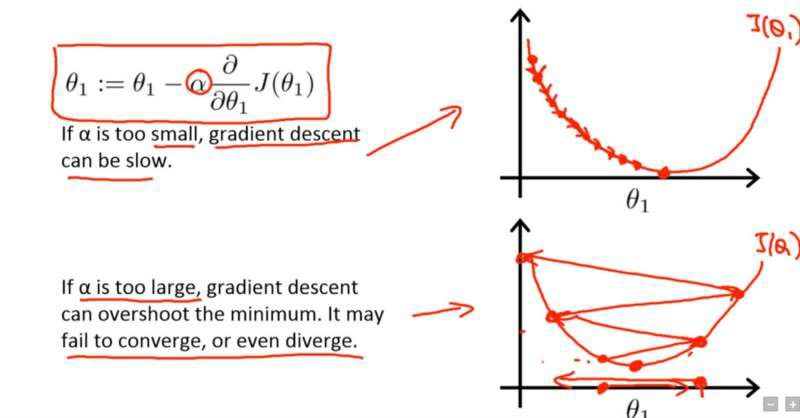 θ₁ := θ₁ − α ∂/∂θ₁ J(θ₁)
If α is too small, gradient descent
can be slow.
J(θ₁)
θ₁
If α is too large, gradient descent
can overshoot the minimum. It may
fail to converge, or even diverge.
J(θ₁)
θ₁